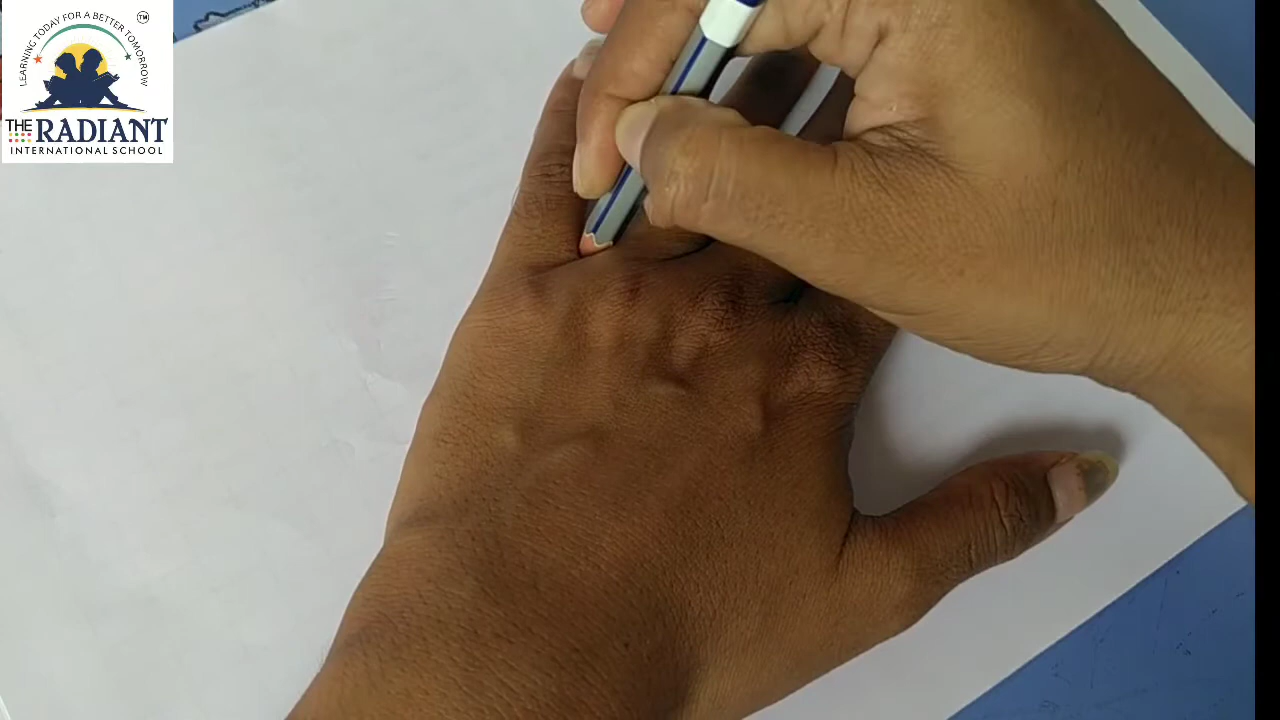 LEARNING TODAY FOR A BETTER TOMORROW
TM
THE RADIANT
INTERNATIONAL SCHOOL